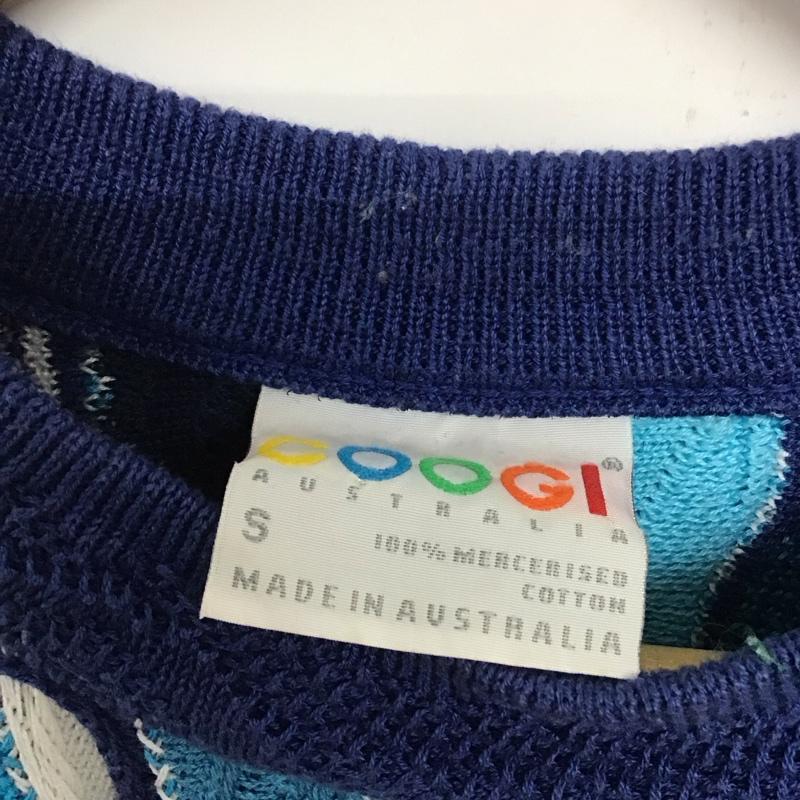 COOGI®
AUSTRALIA
S
100% MERCERISED
COTTON
MADE IN AUSTRALIA